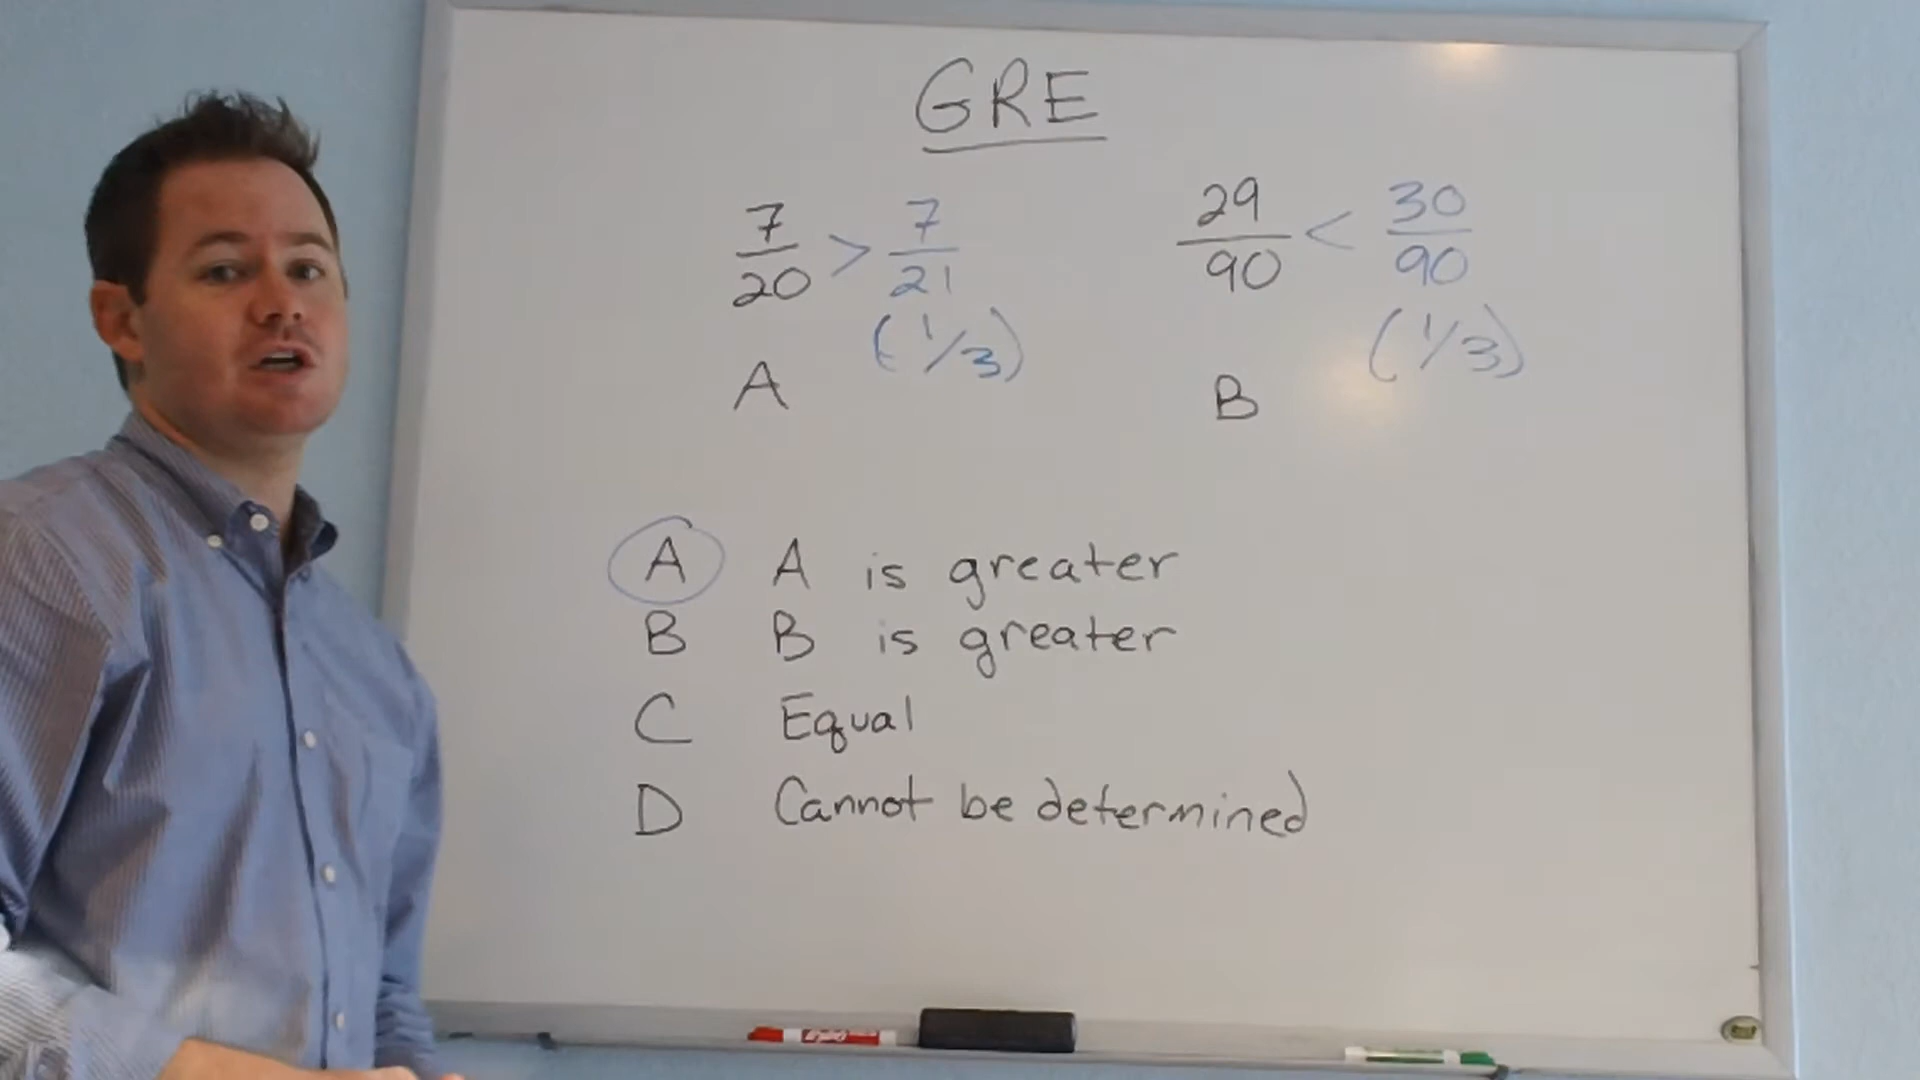 GRE
7/20 > 7/21 29/90 < 30/90
(1/3) (1/3)
A B
A A is greater
B B is greater
C Equal
D Cannot be determined